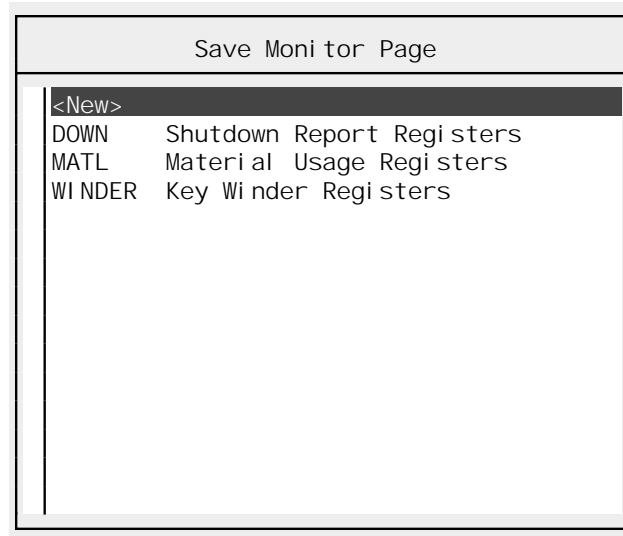 Save Monitor Page
<New>
DOWN Shutdown Report Registers
MATL Material Usage Registers
WINDER Key Winder Registers